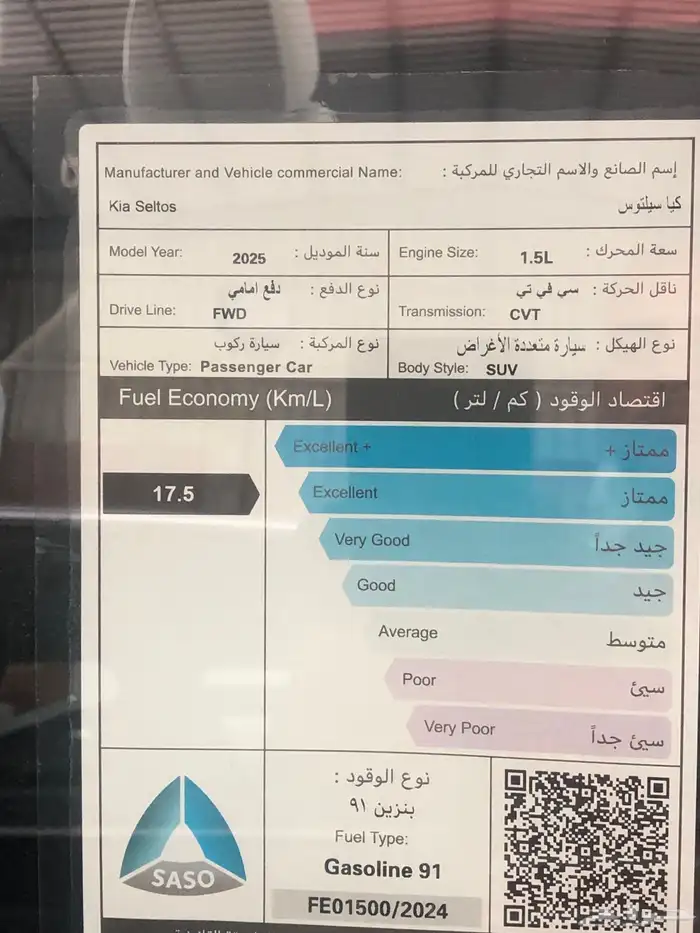 Manufacturer and Vehicle commercial Name: إسم الصانع والاسم التجاري للمركبة :
Kia Seltos كيا سيلتوس
Model Year: 2025 سنة الموديل : Engine Size: 1.5L سعة المحرك :
نوع الدفع : دفع امامي ناقل الحركة : سي في تي
Drive Line: FWD Transmission: CVT
نوع المركبة : سيارة ركوب نوع الهيكل : سيارة متعددة الأغراض
Vehicle Type: Passenger Car Body Style: SUV
Fuel Economy (Km/L) اقتصاد الوقود ( كم / لتر )
Excellent + ممتاز +
17.5 Excellent ممتاز
Very Good جيد جداً
Good جيد
Average متوسط
Poor سيئ
Very Poor سيئ جداً
نوع الوقود :
بنزين ٩١
Fuel Type:
Gasoline 91
SASO
FE01500/2024